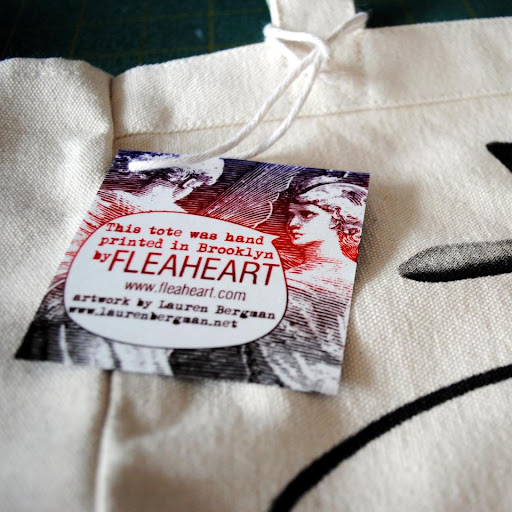 This tote was hand
printed in Brooklyn
by FLEAHEART
www.fleaheart.com
artwork by Lauren Bergman
www.laurenbergman.net